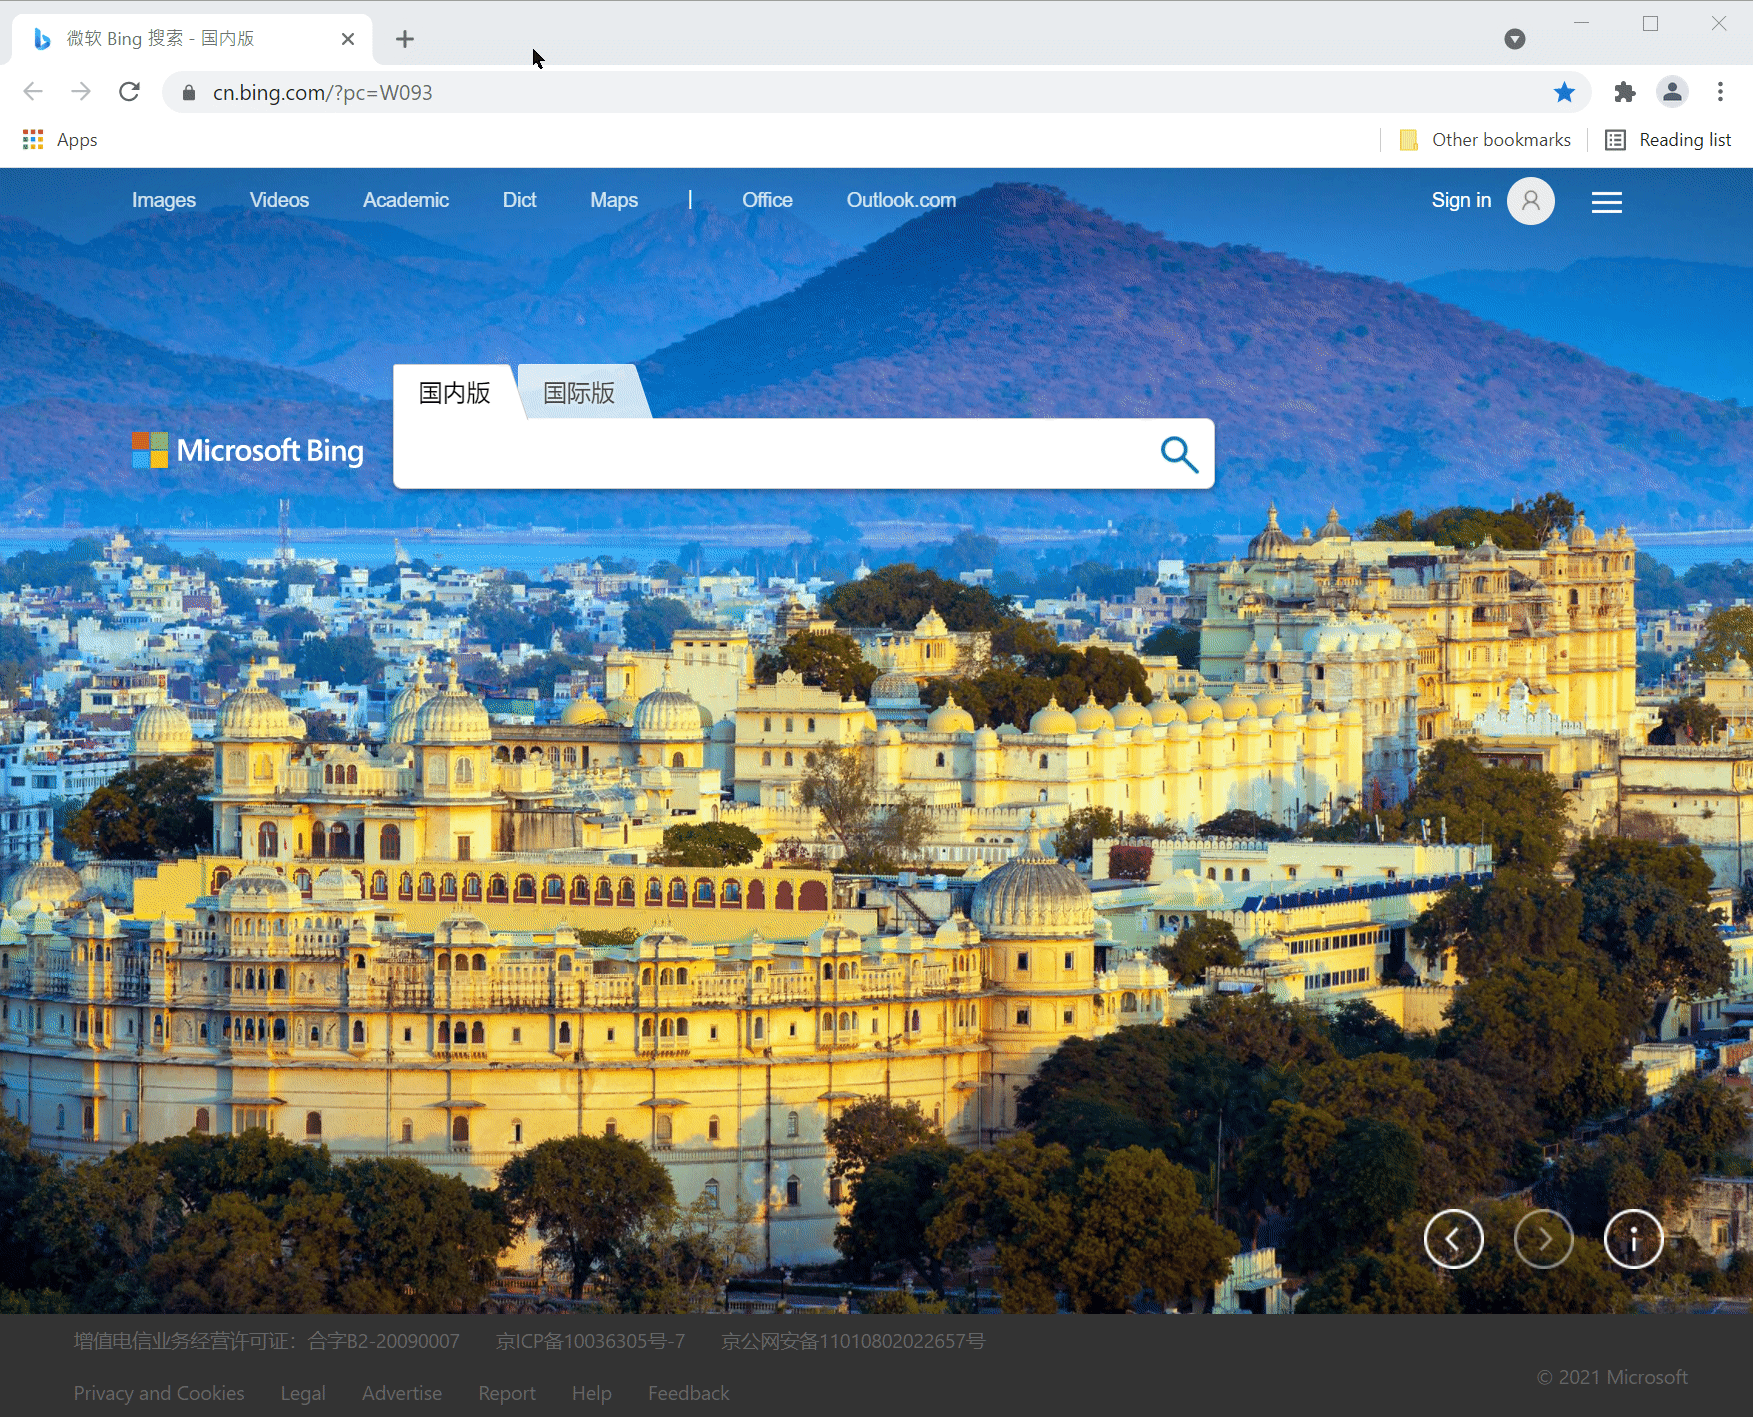 微软 Bing 搜索 - 国内版
cn.bing.com/?pc=W093
Apps
Other bookmarks
Reading list
Images Videos Academic Dict Maps | Office Outlook.com
Sign in
国内版 国际版
Microsoft Bing
增值电信业务经营许可证：合字B2-20090007 京ICP备10036305号-7 京公网安备11010802022657号
Privacy and Cookies Legal Advertise Report Help Feedback
© 2021 Microsoft